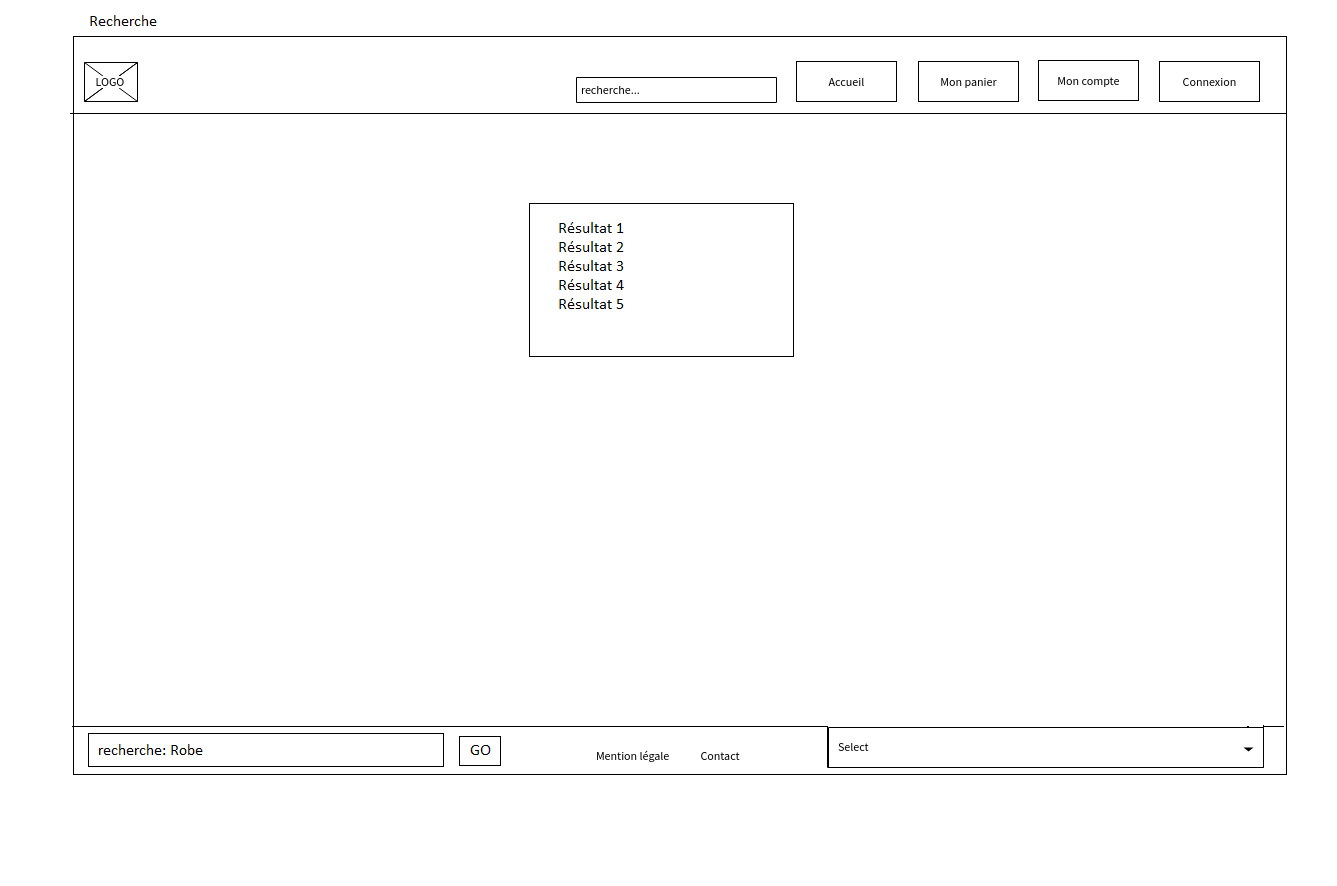 Recherche
LOGO
recherche...
Accueil
Mon panier
Mon compte
Connexion
Résultat 1
Résultat 2
Résultat 3
Résultat 4
Résultat 5
recherche: Robe
GO
Mention légale
Contact
Select